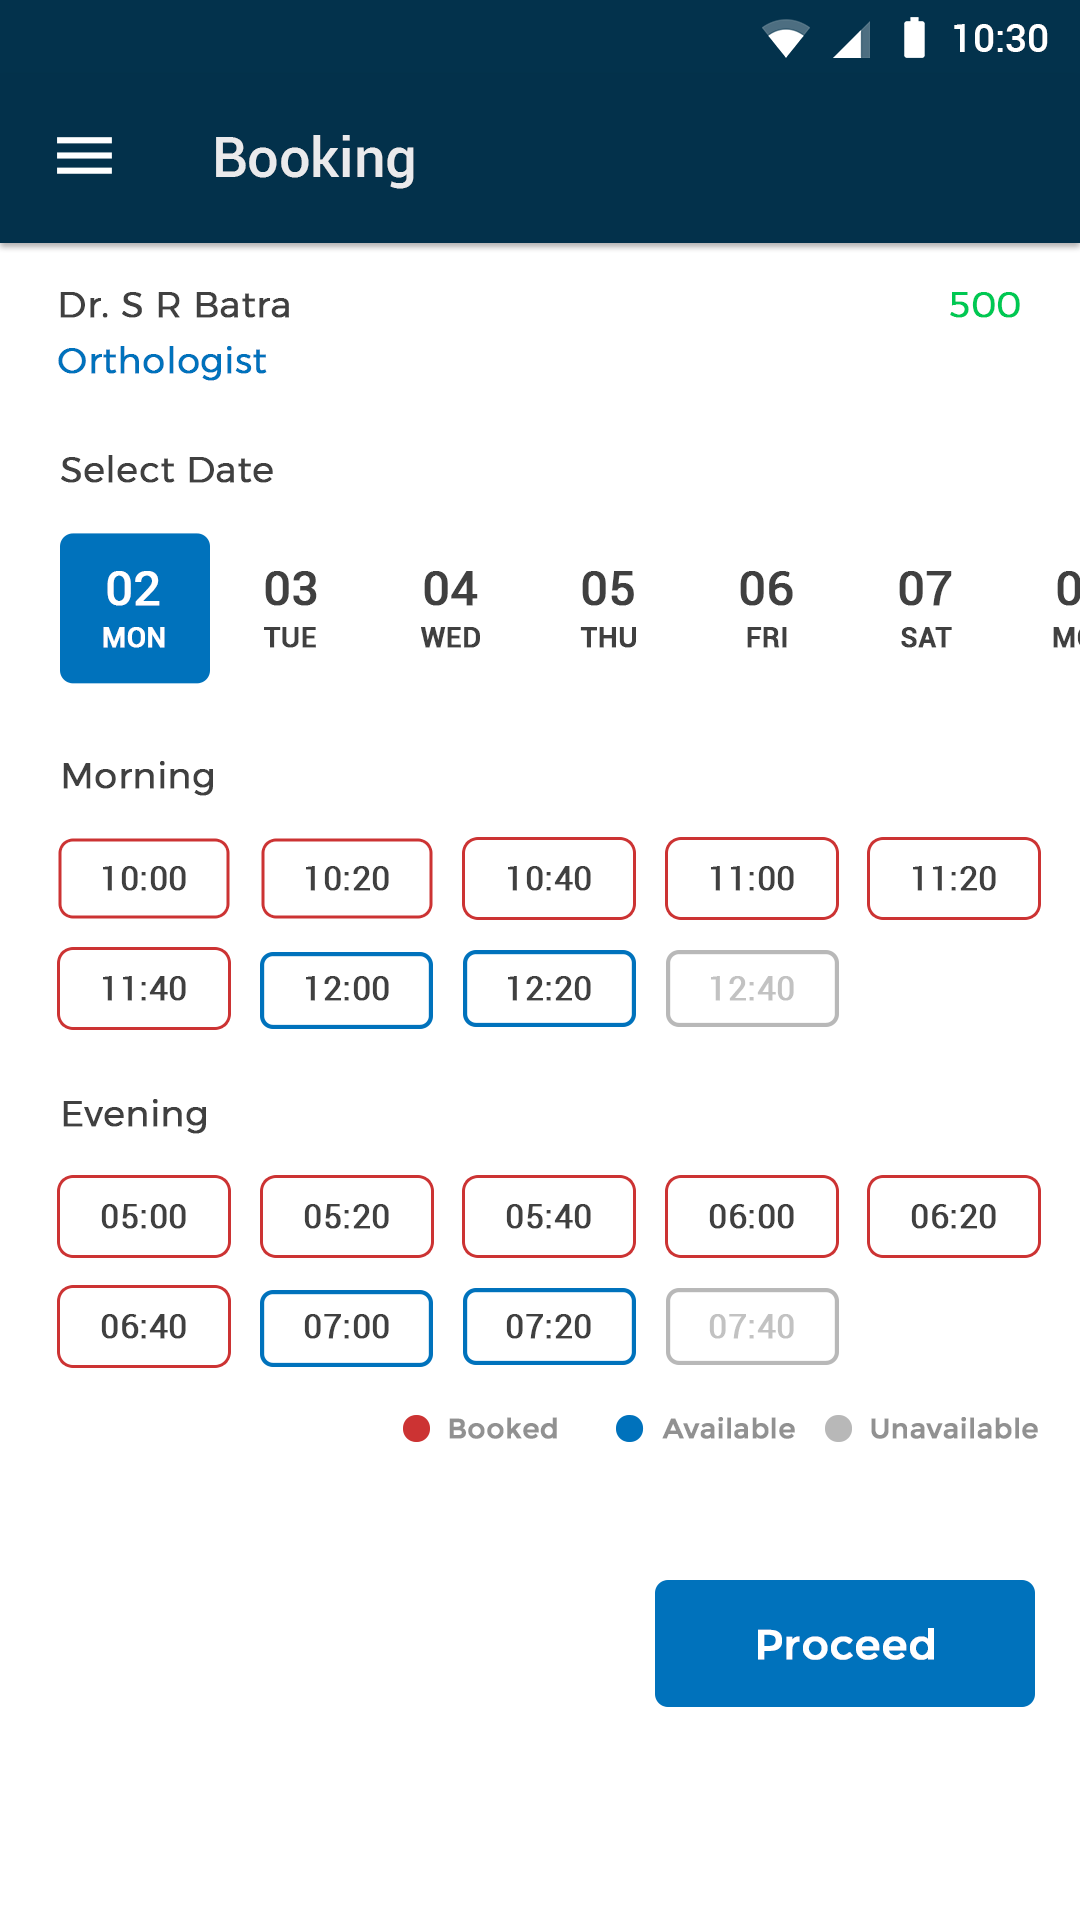 10:30
Booking
Dr. S R Batra 500
Orthologist
Select Date
02 03 04 05 06 07 0
MON TUE WED THU FRI SAT
Morning
10:00 10:20 10:40 11:00 11:20
11:40 12:00 12:20 12:40
Evening
05:00 05:20 05:40 06:00 06:20
06:40 07:00 07:20 07:40
Booked Available Unavailable
Proceed